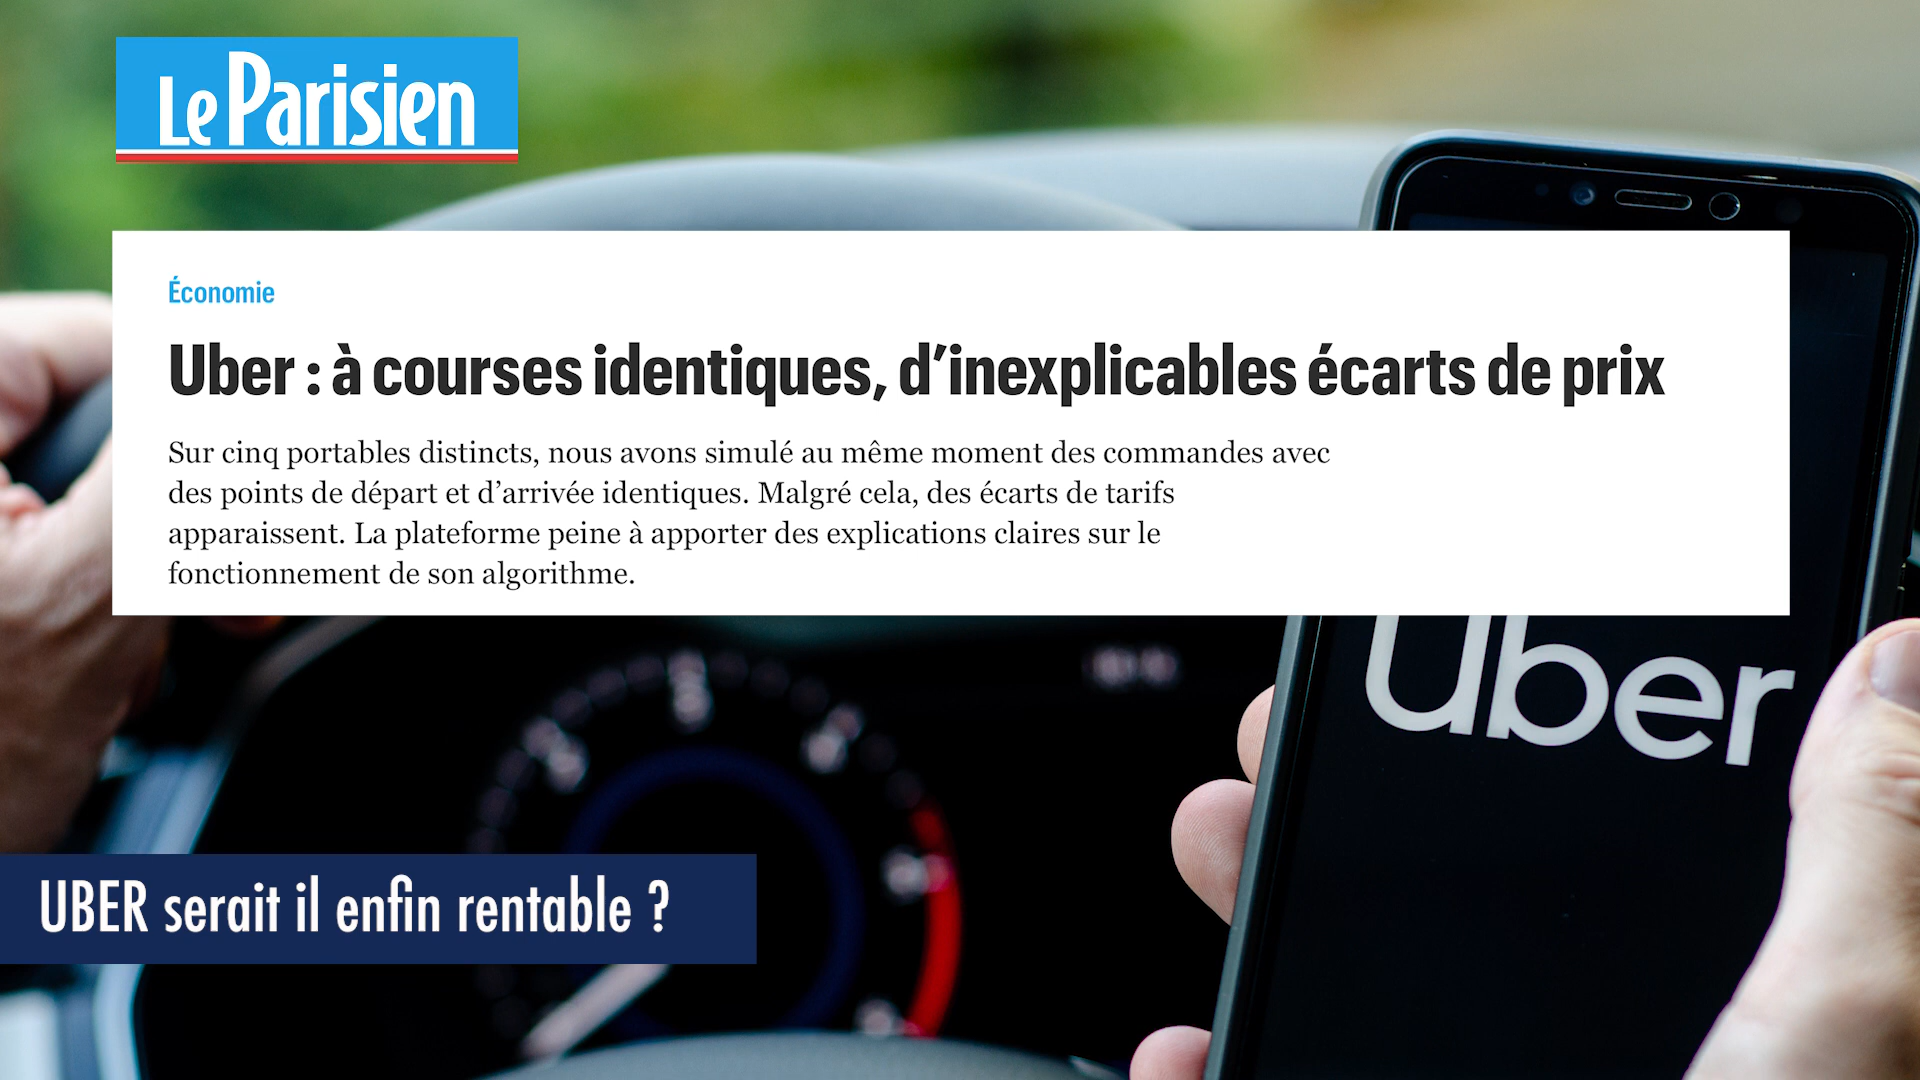 Le Parisien
Économie
Uber : à courses identiques, d’inexplicables écarts de prix
Sur cinq portables distincts, nous avons simulé au même moment des commandes avec
des points de départ et d’arrivée identiques. Malgré cela, des écarts de tarifs
apparaissent. La plateforme peine à apporter des explications claires sur le
fonctionnement de son algorithme.
Uber
UBER serait il enfin rentable ?